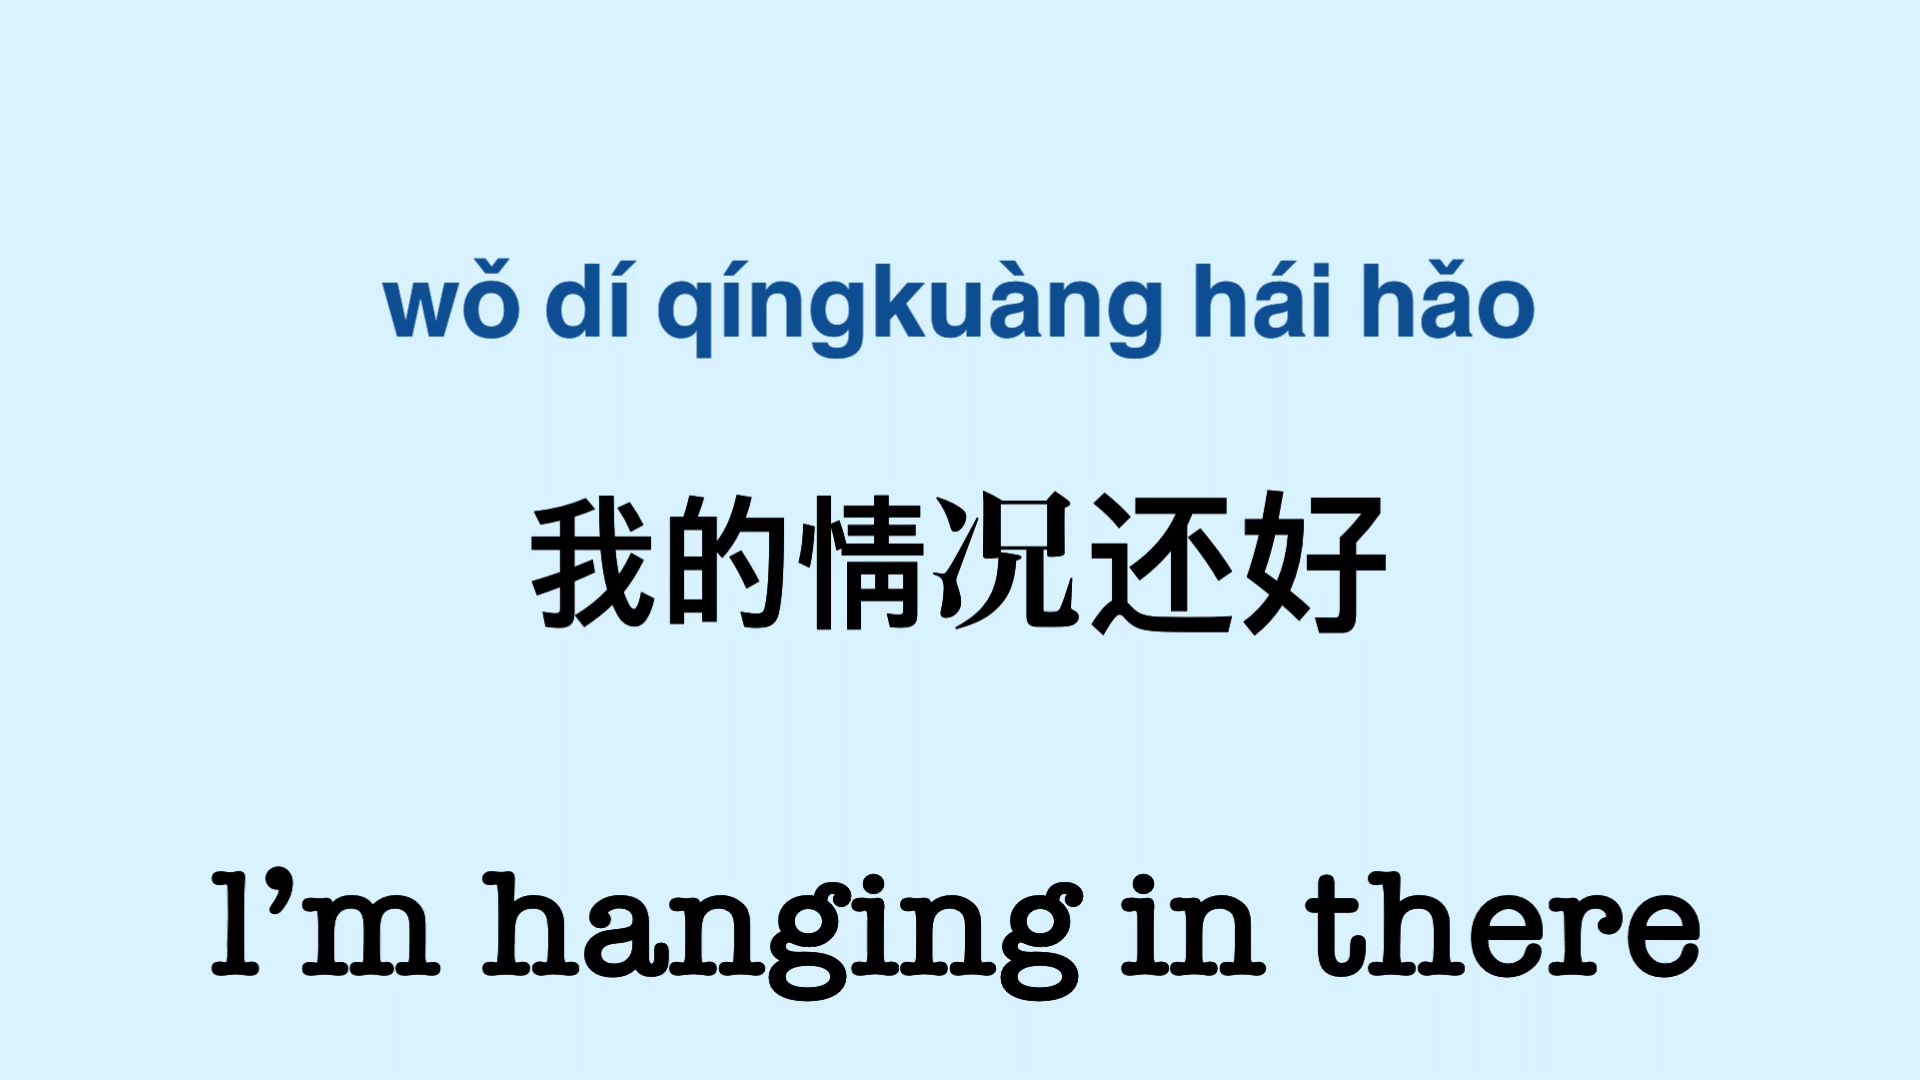 wǒ dí qíngkuàng hái hǎo
我的情况还好
I’m hanging in there